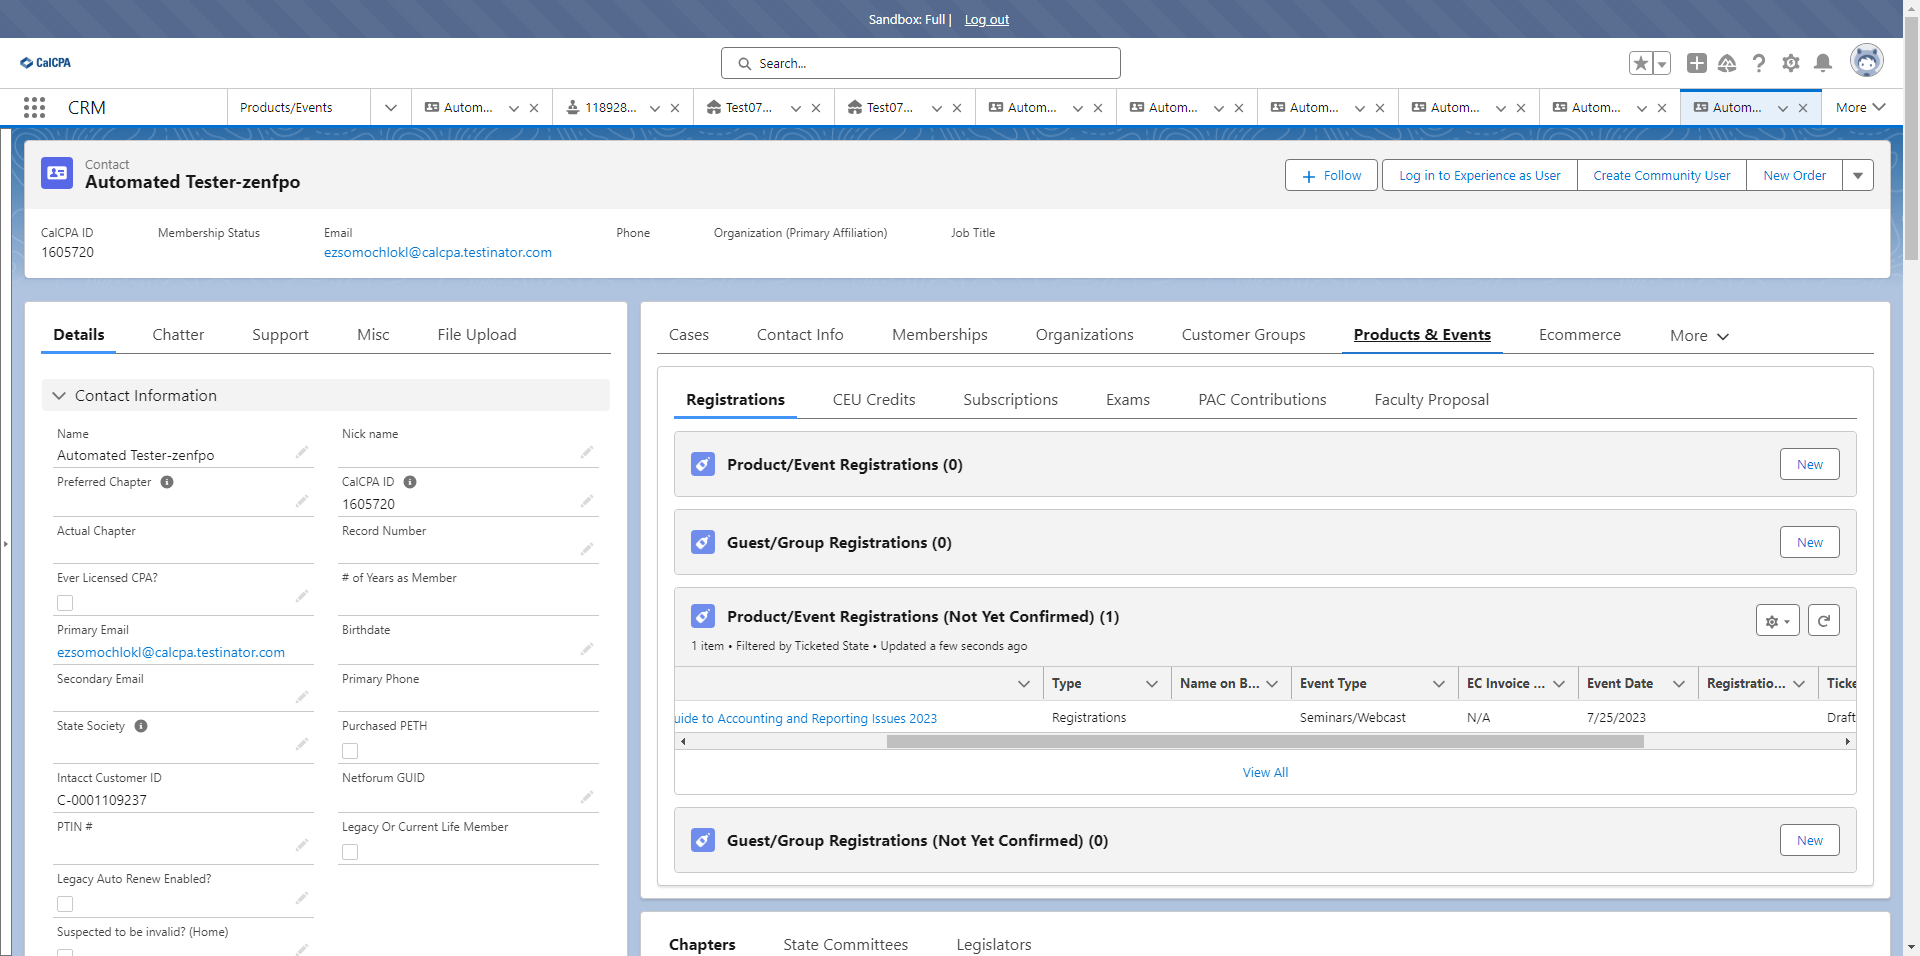 Sandbox: Full | Log out
CalCPA
Search...
CRM
Products/Events
Autom...
118928...
Test07...
Test07...
Autom...
Autom...
Autom...
Autom...
Autom...
Autom...
More
Contact
Automated Tester-zenfpo
Follow
Log in to Experience as User
Create Community User
New Order
CalCPA ID
1605720
Membership Status
Email
ezsomochlokl@calcpa.testinator.com
Phone
Organization (Primary Affiliation)
Job Title
Details
Chatter
Support
Misc
File Upload
Contact Information
Name
Automated Tester-zenfpo
Nick name
Preferred Chapter
CalCPA ID
1605720
Actual Chapter
Record Number
Ever Licensed CPA?
# of Years as Member
Primary Email
ezsomochlokl@calcpa.testinator.com
Birthdate
Secondary Email
Primary Phone
State Society
Purchased PETH
Intacct Customer ID
C-0001109237
Netforum GUID
PTIN #
Legacy Or Current Life Member
Legacy Auto Renew Enabled?
Suspected to be invalid? (Home)
Cases
Contact Info
Memberships
Organizations
Customer Groups
Products & Events
Ecommerce
More
Registrations
CEU Credits
Subscriptions
Exams
PAC Contributions
Faculty Proposal
Product/Event Registrations (0)
New
Guest/Group Registrations (0)
New
Product/Event Registrations (Not Yet Confirmed) (1)
1 item • Filtered by Ticketed State • Updated a few seconds ago
Type
Name on B...
Event Type
EC Invoice ...
Event Date
Registratio...
Ticke
uide to Accounting and Reporting Issues 2023
Registrations
Seminars/Webcast
N/A
7/25/2023
Draft
View All
Guest/Group Registrations (Not Yet Confirmed) (0)
New
Chapters
State Committees
Legislators